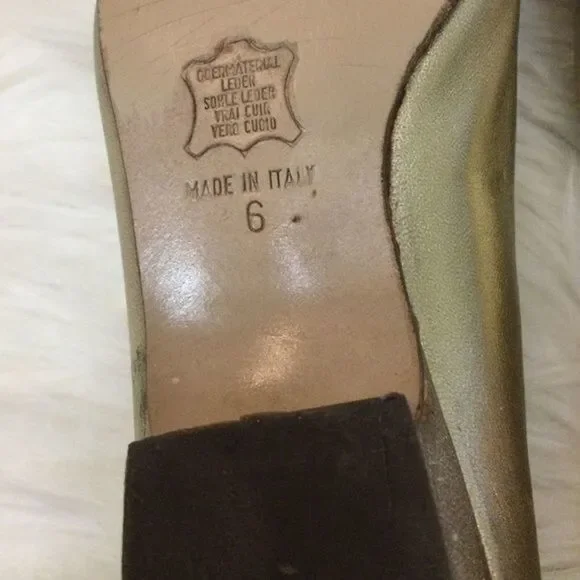 OBERMATERIAL
LEDER
SOHLE LEDER
VRAI CUIR
VERO CUOIO
MADE IN ITALY
6